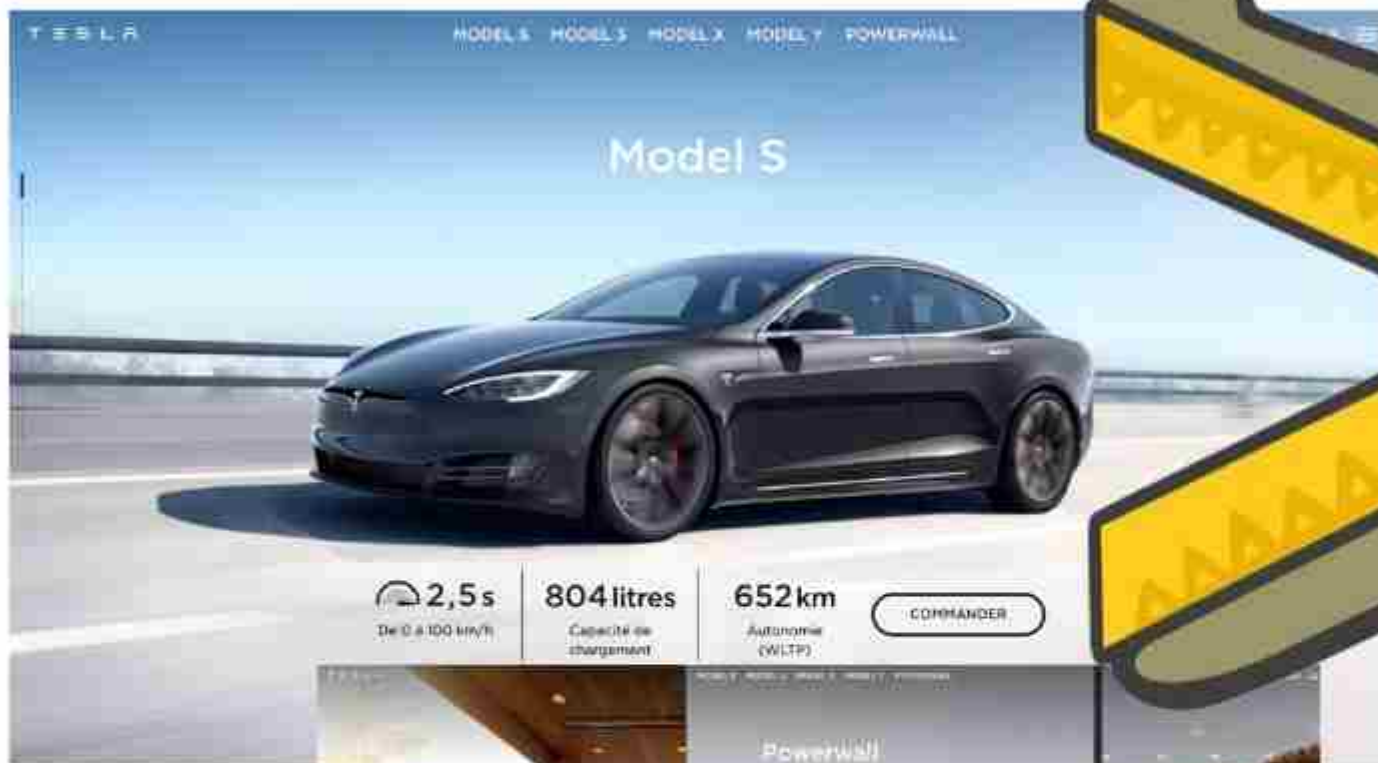 TESLA
MODEL S MODEL 3 MODEL X MODEL Y POWERWALL
Model S
2,5 s
De 0 à 100 km/h
804 litres
Capacité de
chargement
652 km
Autonomie
(WLTP)
COMMANDER
Powerwall